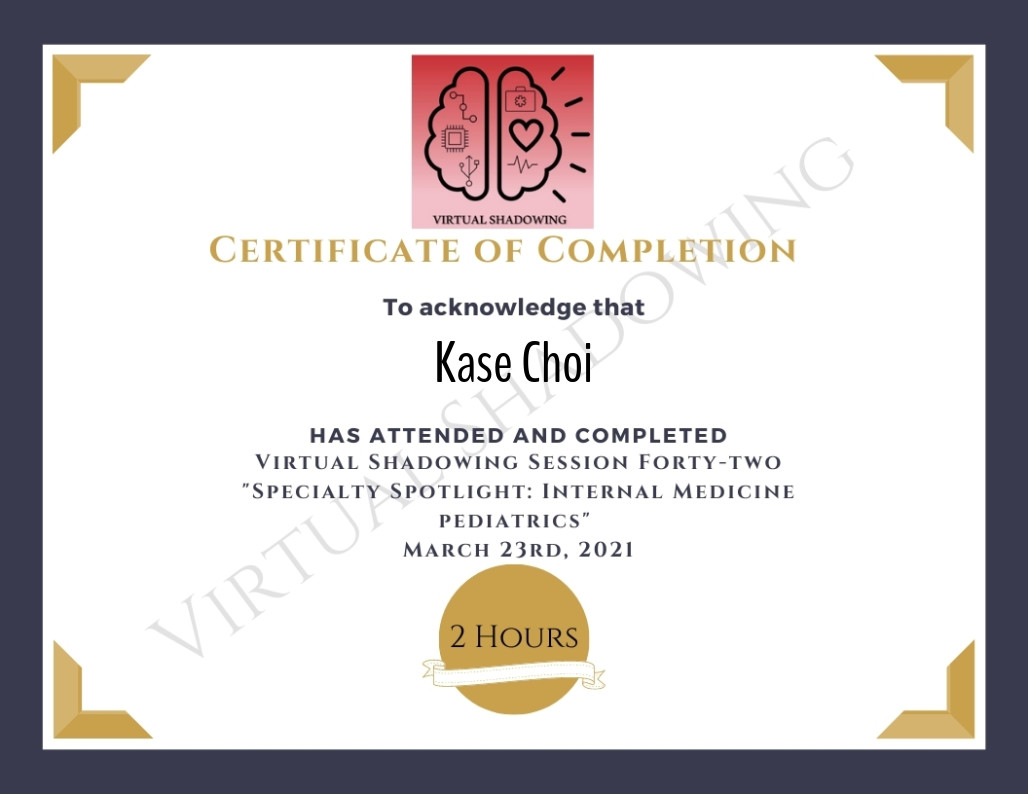 VIRTUAL SHADOWING
CERTIFICATE OF COMPLETION
To acknowledge that
Kase Choi
HAS ATTENDED AND COMPLETED
VIRTUAL SHADOWING SESSION FORTY-TWO
"SPECIALTY SPOTLIGHT: INTERNAL MEDICINE
PEDIATRICS"
MARCH 23RD, 2021
2 HOURS
VIRTUAL SHADOWING